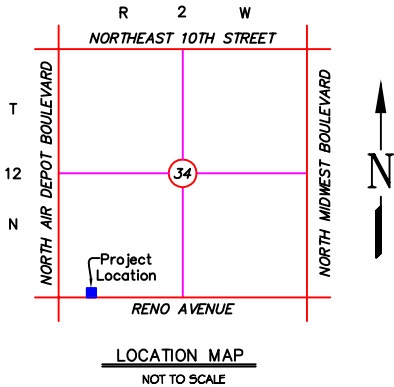 R 2 W
NORTHEAST 10TH STREET
T
12
N
NORTH AIR DEPOT BOULEVARD
34
NORTH MIDWEST BOULEVARD
N
Project
Location
RENO AVENUE
LOCATION MAP
NOT TO SCALE